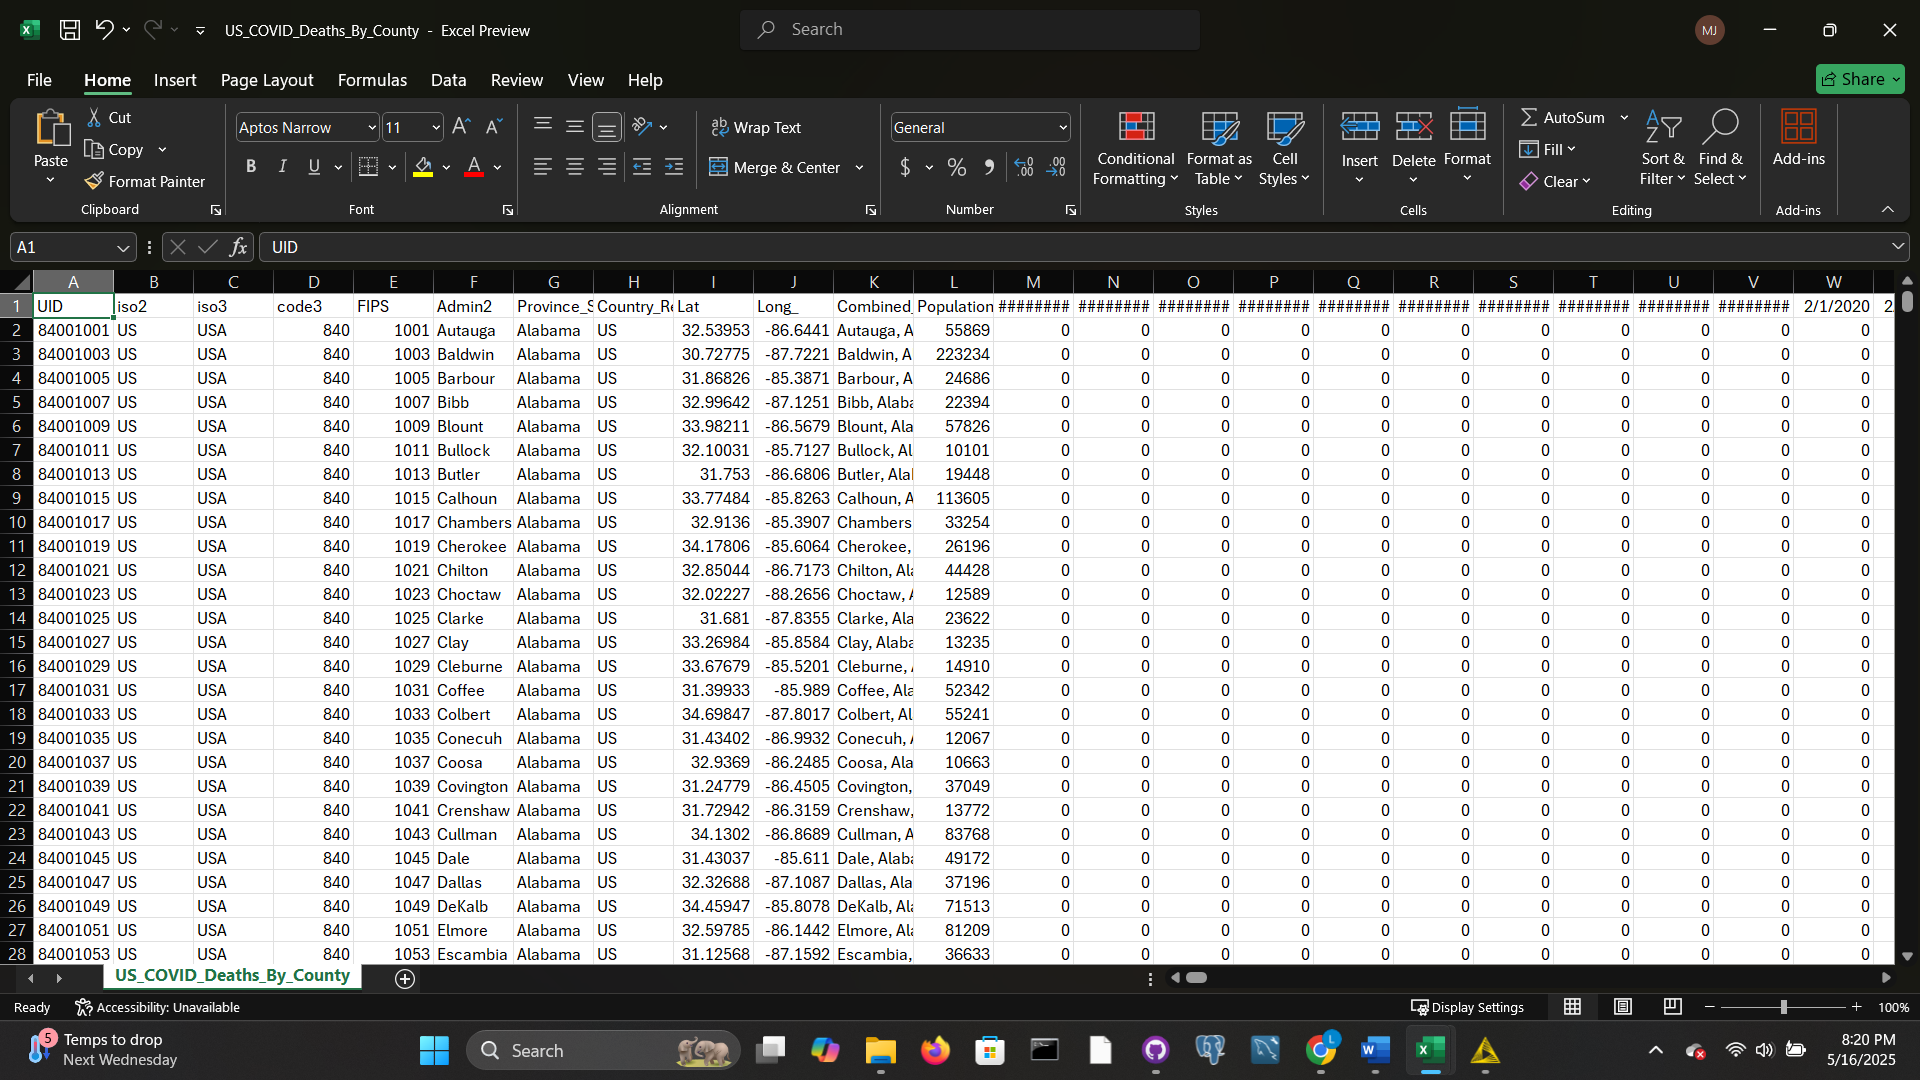 US_COVID_Deaths_By_County - Excel Preview
Search
MJ
File Home Insert Page Layout Formulas Data Review View Help
Share
Paste
Cut
Copy
Format Painter
Clipboard
Aptos Narrow 11
B I U
Font
Wrap Text
Merge & Center
Alignment
General
$ % 9 .00
Number
Conditional Formatting
Format as Table
Cell Styles
Styles
Insert Delete Format
Cells
AutoSum
Fill
Clear
Sort & Filter
Find & Select
Editing
Add-ins
Add-ins
A1 fx UID
A B C D E F G H I J K L M N O P Q R S T U V W
1 UID iso2 iso3 code3 FIPS Admin2 Province_S Country_Re Lat Long_ Combined_ Population ######## ######## ######## ######## ######## ######## ######## ######## ######## ######## 2/1/2020 2
2 84001001 US USA 840 1001 Autauga Alabama US 32.53953 -86.6441 Autauga, A 55869 0 0 0 0 0 0 0 0 0 0 0
3 84001003 US USA 840 1003 Baldwin Alabama US 30.72775 -87.7221 Baldwin, A 223234 0 0 0 0 0 0 0 0 0 0 0
4 84001005 US USA 840 1005 Barbour Alabama US 31.86826 -85.3871 Barbour, A 24686 0 0 0 0 0 0 0 0 0 0 0
5 84001007 US USA 840 1007 Bibb Alabama US 32.99642 -87.1251 Bibb, Alaba 22394 0 0 0 0 0 0 0 0 0 0 0
6 84001009 US USA 840 1009 Blount Alabama US 33.98211 -86.5679 Blount, Ala 57826 0 0 0 0 0 0 0 0 0 0 0
7 84001011 US USA 840 1011 Bullock Alabama US 32.10031 -85.7127 Bullock, Al 10101 0 0 0 0 0 0 0 0 0 0 0
8 84001013 US USA 840 1013 Butler Alabama US 31.753 -86.6806 Butler, Alal 19448 0 0 0 0 0 0 0 0 0 0 0
9 84001015 US USA 840 1015 Calhoun Alabama US 33.77484 -85.8263 Calhoun, A 113605 0 0 0 0 0 0 0 0 0 0 0
10 84001017 US USA 840 1017 Chambers Alabama US 32.9136 -85.3907 Chambers 33254 0 0 0 0 0 0 0 0 0 0 0
11 84001019 US USA 840 1019 Cherokee Alabama US 34.17806 -85.6064 Cherokee, 26196 0 0 0 0 0 0 0 0 0 0 0
12 84001021 US USA 840 1021 Chilton Alabama US 32.85044 -86.7173 Chilton, Ala 44428 0 0 0 0 0 0 0 0 0 0 0
13 84001023 US USA 840 1023 Choctaw Alabama US 32.02227 -88.2656 Choctaw, A 12589 0 0 0 0 0 0 0 0 0 0 0
14 84001025 US USA 840 1025 Clarke Alabama US 31.681 -87.8355 Clarke, Ala 23622 0 0 0 0 0 0 0 0 0 0 0
15 84001027 US USA 840 1027 Clay Alabama US 33.26984 -85.8584 Clay, Alaba 13235 0 0 0 0 0 0 0 0 0 0 0
16 84001029 US USA 840 1029 Cleburne Alabama US 33.67679 -85.5201 Cleburne, A 14910 0 0 0 0 0 0 0 0 0 0 0
17 84001031 US USA 840 1031 Coffee Alabama US 31.39933 -85.989 Coffee, Ala 52342 0 0 0 0 0 0 0 0 0 0 0
18 84001033 US USA 840 1033 Colbert Alabama US 34.69847 -87.8017 Colbert, Al 55241 0 0 0 0 0 0 0 0 0 0 0
19 84001035 US USA 840 1035 Conecuh Alabama US 31.43402 -86.9932 Conecuh, A 12067 0 0 0 0 0 0 0 0 0 0 0
20 84001037 US USA 840 1037 Coosa Alabama US 32.9369 -86.2485 Coosa, Ala 10663 0 0 0 0 0 0 0 0 0 0 0
21 84001039 US USA 840 1039 Covington Alabama US 31.24779 -86.4505 Covington, 37049 0 0 0 0 0 0 0 0 0 0 0
22 84001041 US USA 840 1041 Crenshaw Alabama US 31.72942 -86.3159 Crenshaw, 13772 0 0 0 0 0 0 0 0 0 0 0
23 84001043 US USA 840 1043 Cullman Alabama US 34.1302 -86.8689 Cullman, A 83768 0 0 0 0 0 0 0 0 0 0 0
24 84001045 US USA 840 1045 Dale Alabama US 31.43037 -85.611 Dale, Alaba 49172 0 0 0 0 0 0 0 0 0 0 0
25 84001047 US USA 840 1047 Dallas Alabama US 32.32688 -87.1087 Dallas, Ala 37196 0 0 0 0 0 0 0 0 0 0 0
26 84001049 US USA 840 1049 DeKalb Alabama US 34.45947 -85.8078 DeKalb, Ala 71513 0 0 0 0 0 0 0 0 0 0 0
27 84001051 US USA 840 1051 Elmore Alabama US 32.59785 -86.1442 Elmore, Ala 81209 0 0 0 0 0 0 0 0 0 0 0
28 84001053 US USA 840 1053 Escambia Alabama US 31.12568 -87.1592 Escambia, 36633 0 0 0 0 0 0 0 0 0 0 0
US_COVID_Deaths_By_County
Ready Accessibility: Unavailable Display Settings 100%
5 Temps to drop
Next Wednesday
Search
L
8:20 PM
5/16/2025